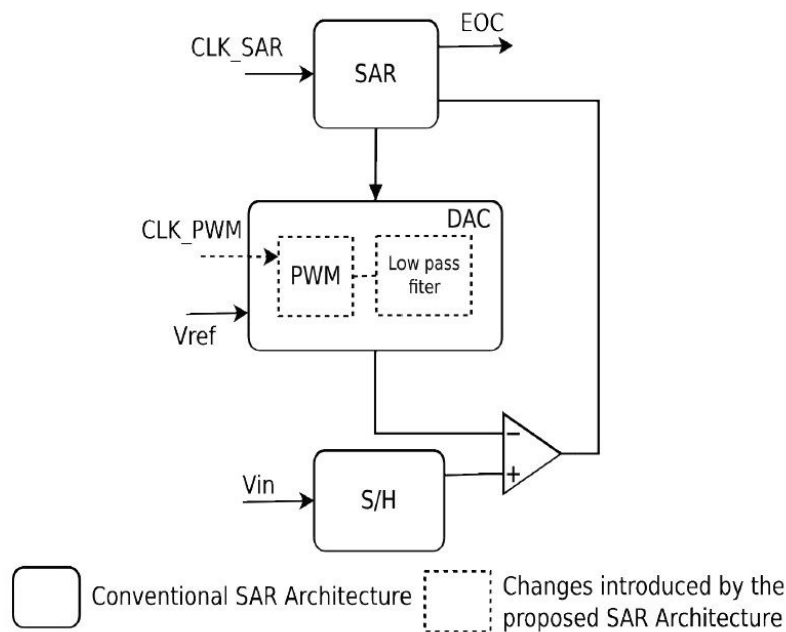 EOC
CLK_SAR
SAR
DAC
CLK_PWM
PWM
Low pass
fiter
Vref
−
+
Vin
S/H
Conventional SAR Architecture
Changes introduced by the
proposed SAR Architecture